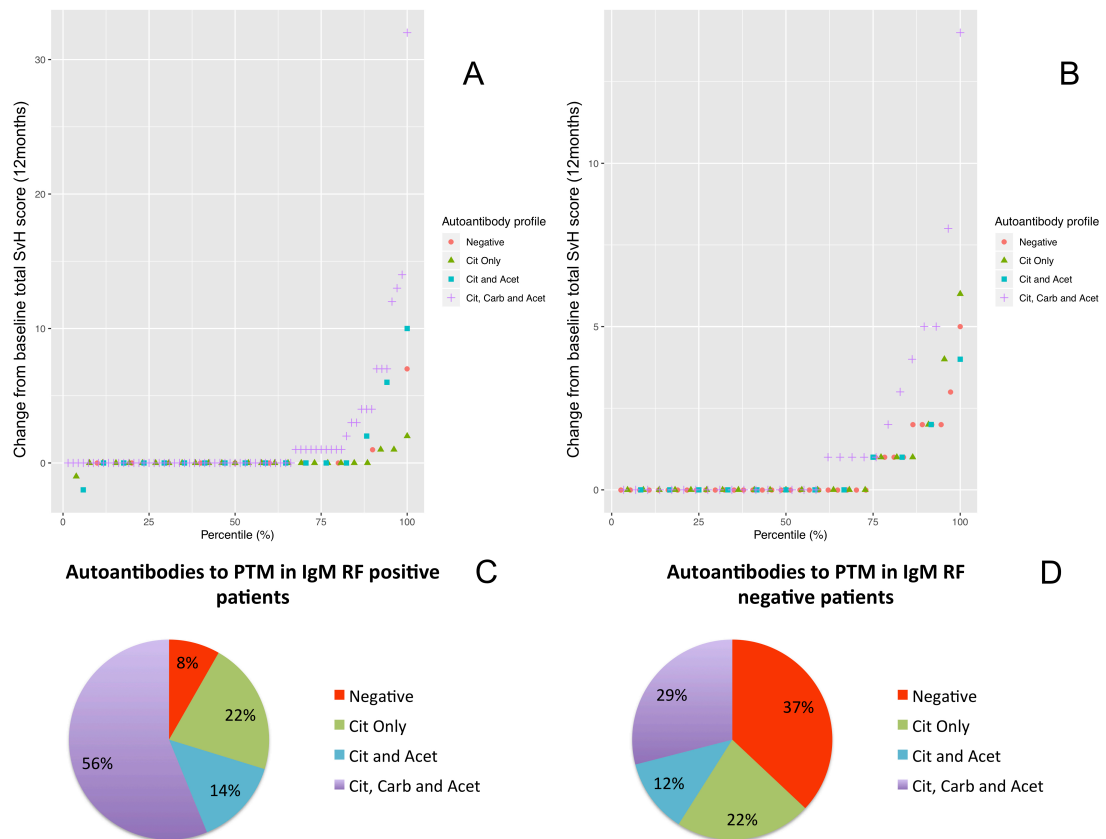 A
Change from baseline total SvH score (12months)
30
20
10
0
0
25
50
75
100
Percentile (%)
Autoantibody profile
Negative
Cit Only
Cit and Acet
Cit, Carb and Acet
B
Change from baseline total SvH score (12months)
10
5
0
0
25
50
75
100
Percentile (%)
Autoantibody profile
Negative
Cit Only
Cit and Acet
Cit, Carb and Acet
Autoantibodies to PTM in IgM RF positive
patients
C
8%
22%
14%
56%
Negative
Cit Only
Cit and Acet
Cit, Carb and Acet
Autoantibodies to PTM in IgM RF
negative patients
D
37%
22%
12%
29%
Negative
Cit Only
Cit and Acet
Cit, Carb and Acet